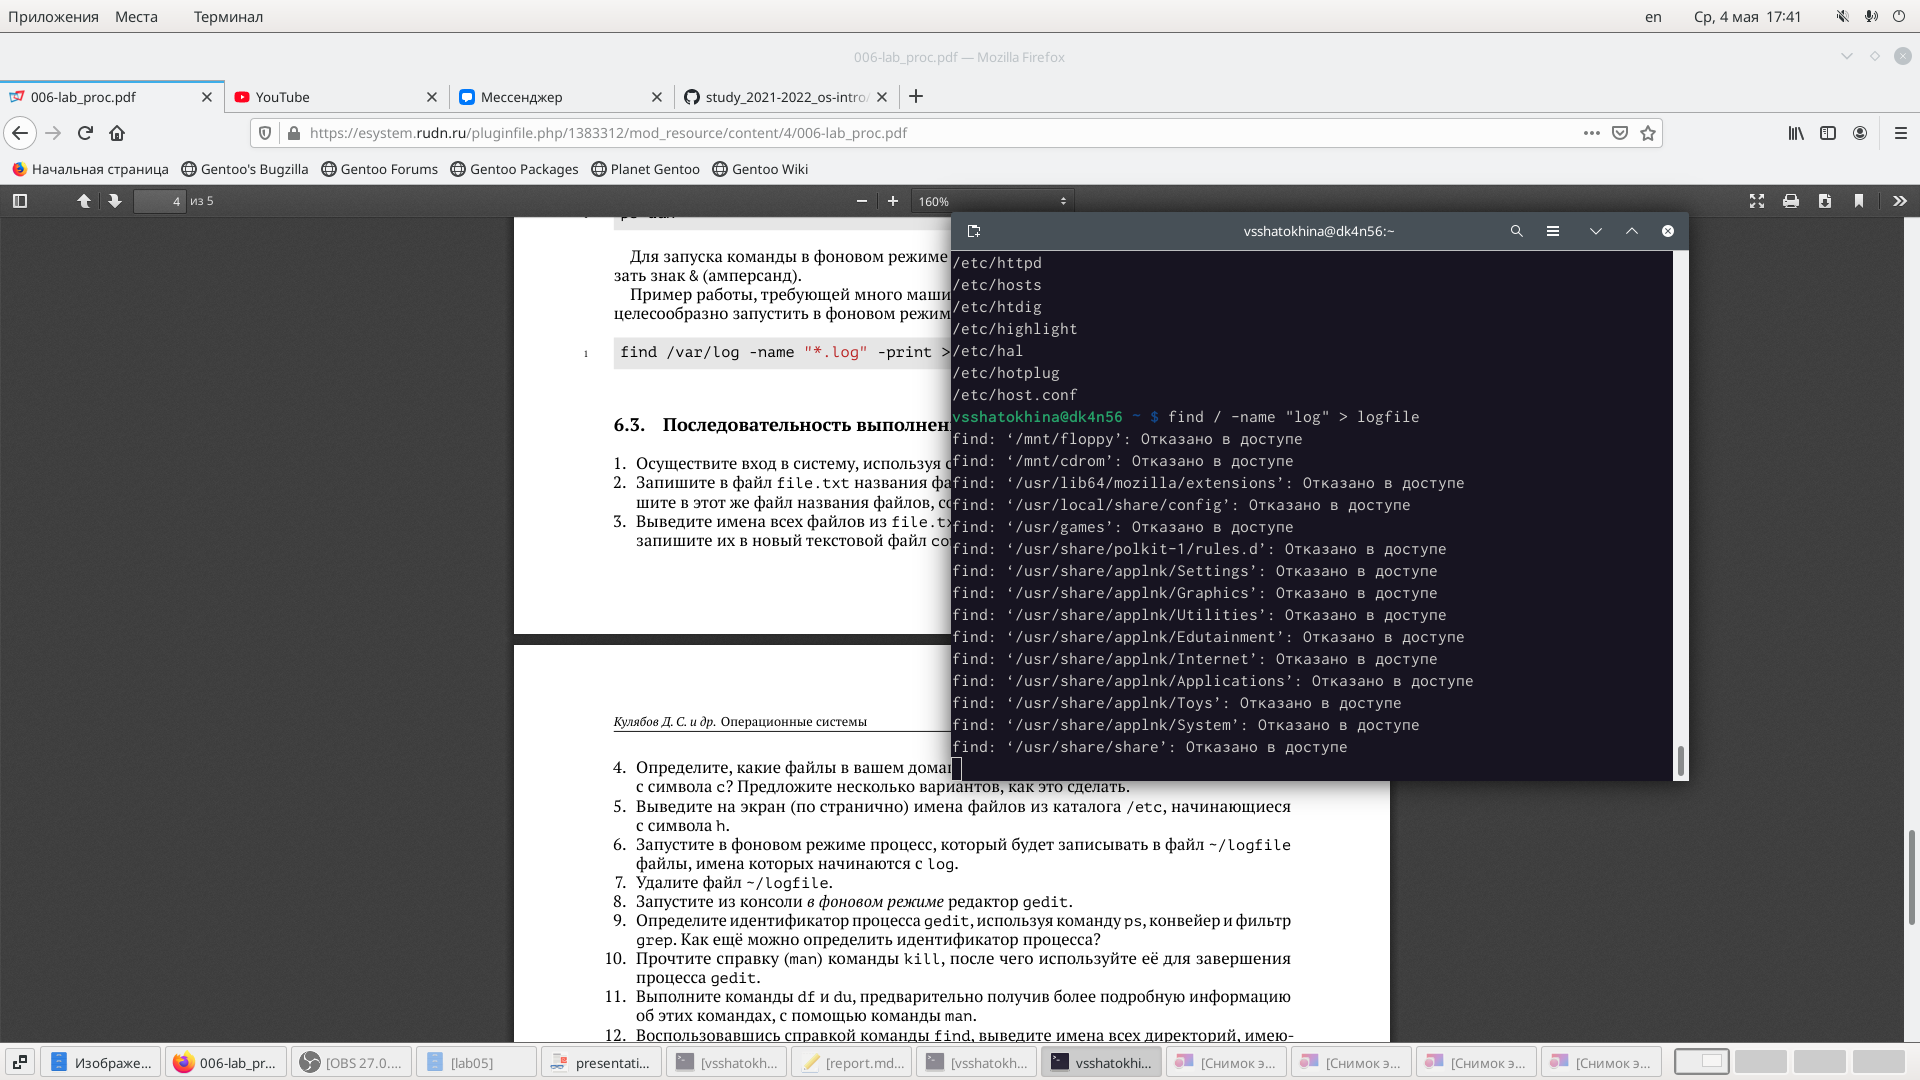 Приложения Места Терминал en Ср, 4 мая 17:41
006-lab_proc.pdf — Mozilla Firefox
006-lab_proc.pdf YouTube Мессенджер study_2021-2022_os-intro/
https://esystem.rudn.ru/pluginfile.php/1383312/mod_resource/content/4/006-lab_proc.pdf
Начальная страница Gentoo's Bugzilla Gentoo Forums Gentoo Packages Planet Gentoo Gentoo Wiki
4 из 5 160%
Для запуска команды в фоновом режиме
зать знак & (амперсанд).
Пример работы, требующей много маши
целесообразно запустить в фоновом режим
1 find /var/log -name "*.log" -print >
6.3. Последовательность выполнен
1. Осуществите вход в систему, используя
2. Запишите в файл file.txt названия фа
шите в этот же файл названия файлов, со
3. Выведите имена всех файлов из file.tx
запишите их в новый текстовой файл co
Кулябов Д. С. и др. Операционные системы
4. Определите, какие файлы в вашем дома
с символа c? Предложите несколько вариантов, как это сделать.
5. Выведите на экран (по странично) имена файлов из каталога /etc, начинающиеся
с символа h.
6. Запустите в фоновом режиме процесс, который будет записывать в файл ~/logfile
файлы, имена которых начинаются с log.
7. Удалите файл ~/logfile.
8. Запустите из консоли в фоновом режиме редактор gedit.
9. Определите идентификатор процесса gedit, используя команду ps, конвейер и фильтр
grep. Как ещё можно определить идентификатор процесса?
10. Прочтите справку (man) команды kill, после чего используйте её для завершения
процесса gedit.
11. Выполните команды df и du, предварительно получив более подробную информацию
об этих командах, с помощью команды man.
12. Воспользовавшись справкой команды find, выведите имена всех директорий, имею-
vsshatokhina@dk4n56:~
/etc/httpd
/etc/hosts
/etc/htdig
/etc/highlight
/etc/hal
/etc/hotplug
/etc/host.conf
vsshatokhina@dk4n56 ~ $ find / -name "log" > logfile
find: ‘/mnt/floppy’: Отказано в доступе
find: ‘/mnt/cdrom’: Отказано в доступе
find: ‘/usr/lib64/mozilla/extensions’: Отказано в доступе
find: ‘/usr/local/share/config’: Отказано в доступе
find: ‘/usr/games’: Отказано в доступе
find: ‘/usr/share/polkit-1/rules.d’: Отказано в доступе
find: ‘/usr/share/applnk/Settings’: Отказано в доступе
find: ‘/usr/share/applnk/Graphics’: Отказано в доступе
find: ‘/usr/share/applnk/Utilities’: Отказано в доступе
find: ‘/usr/share/applnk/Edutainment’: Отказано в доступе
find: ‘/usr/share/applnk/Internet’: Отказано в доступе
find: ‘/usr/share/applnk/Applications’: Отказано в доступе
find: ‘/usr/share/applnk/Toys’: Отказано в доступе
find: ‘/usr/share/applnk/System’: Отказано в доступе
find: ‘/usr/share/share’: Отказано в доступе
Изображе... 006-lab_pr... [OBS 27.0.... [lab05] presentati... [vsshatokh... [report.md... [vsshatokh... vsshatokhi... [Снимок э... [Снимок э... [Снимок э... [Снимок э...